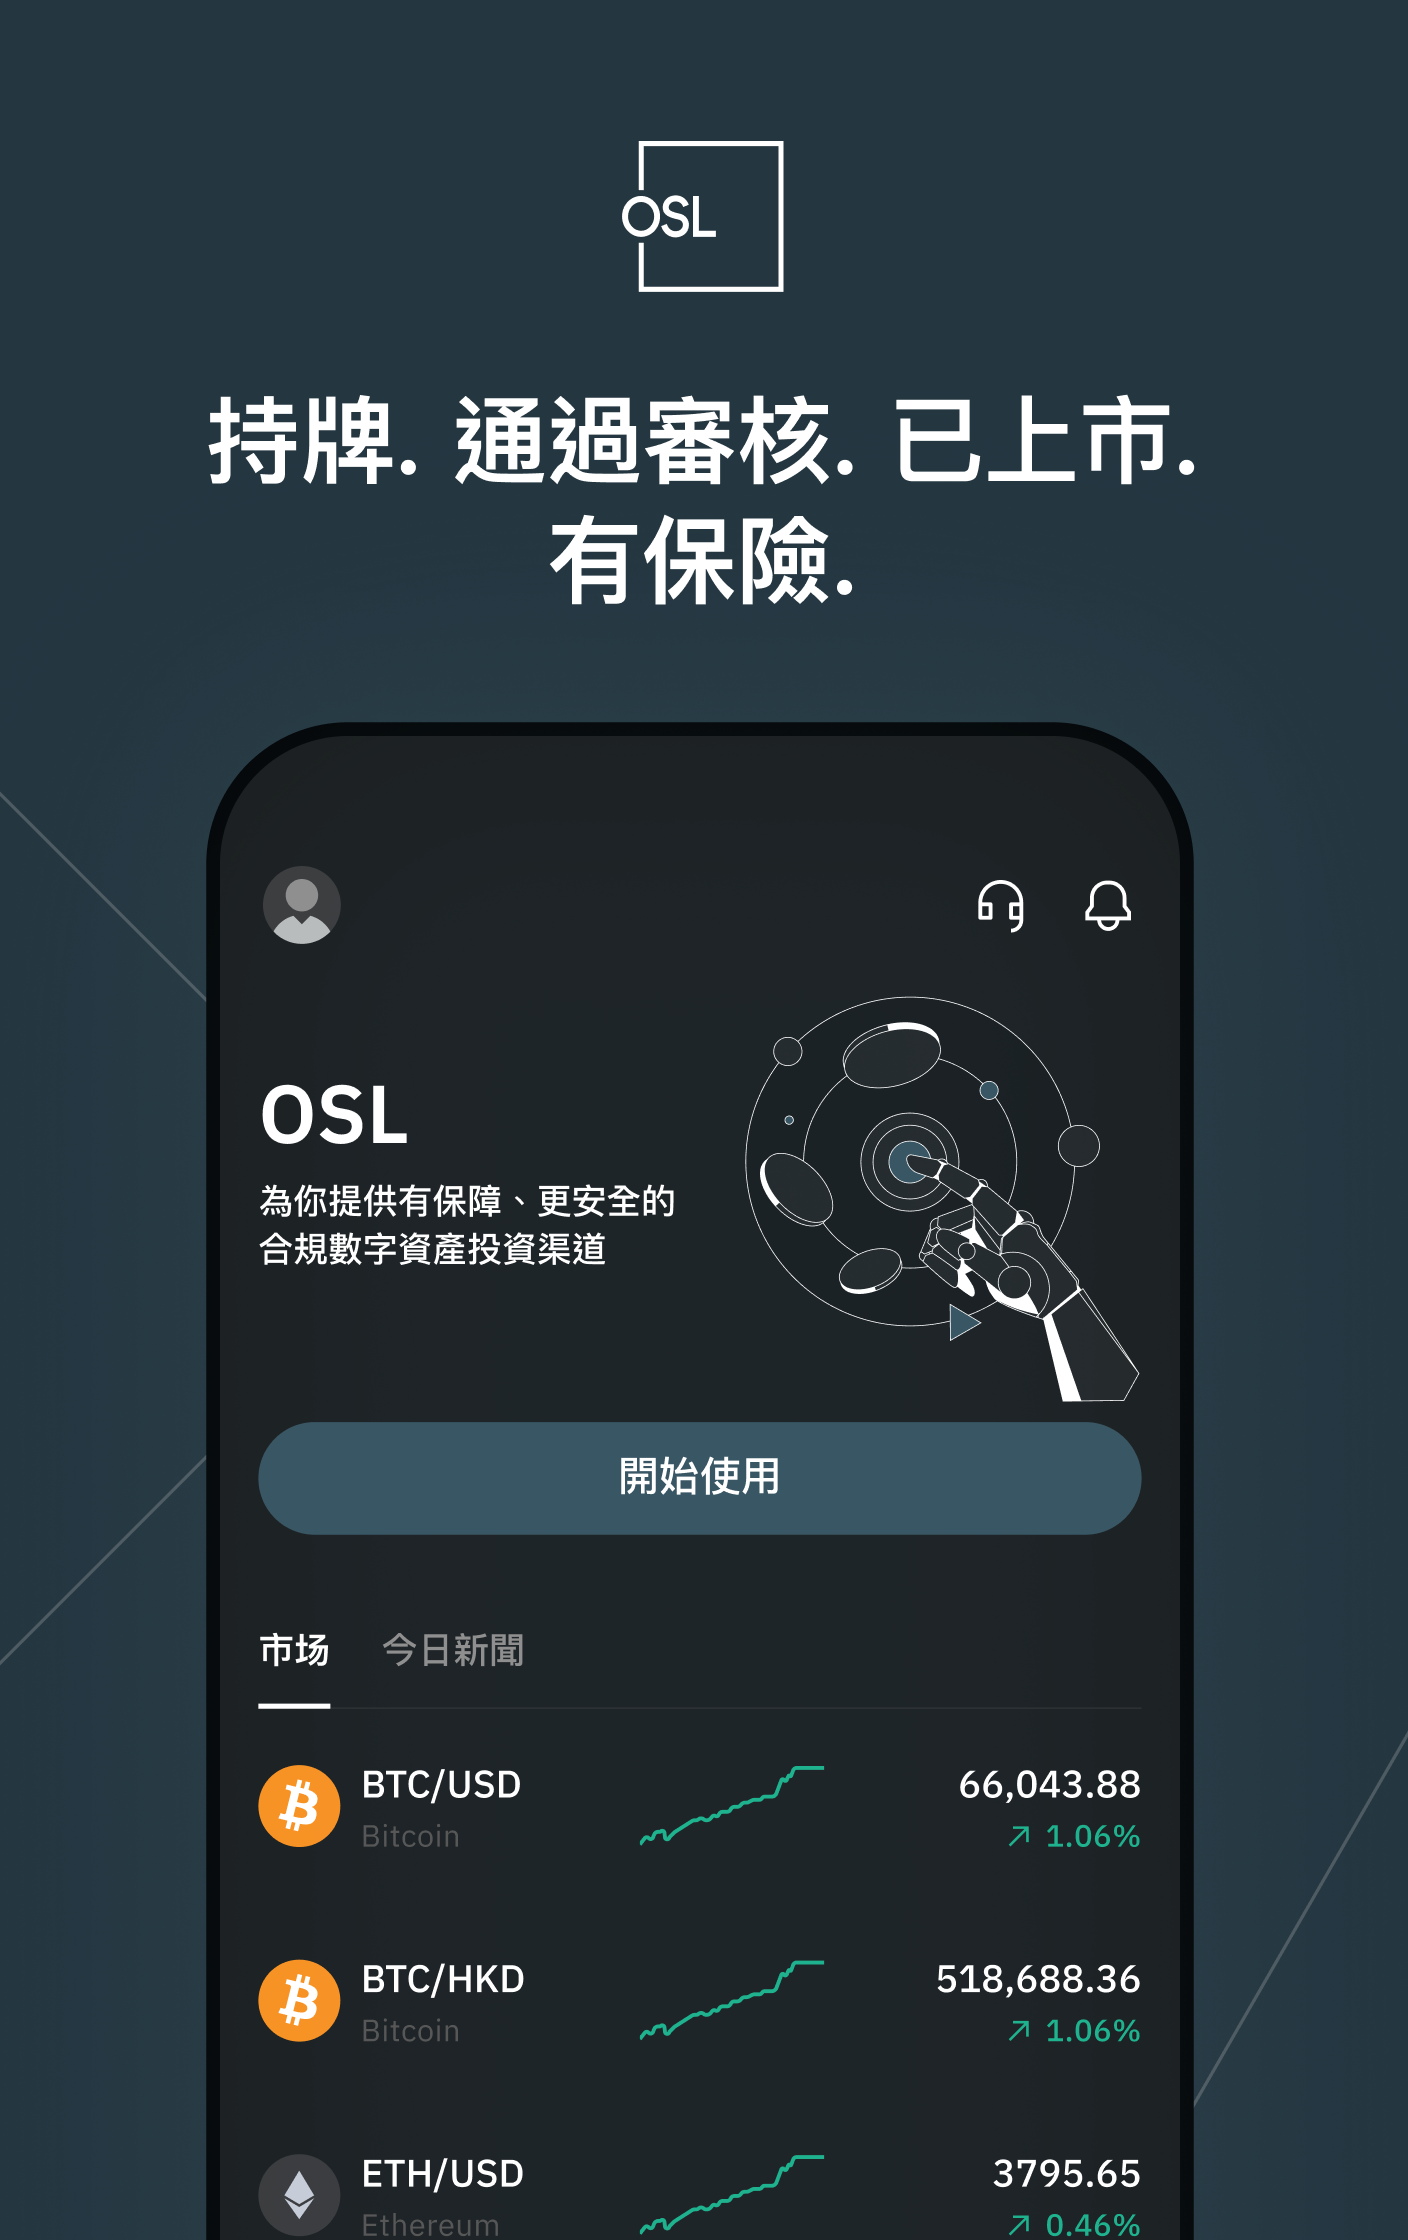 OSL
持牌. 通過審核. 已上市.
有保險.
OSL
為你提供有保障、更安全的
合規數字資產投資渠道
開始使用
市场 今日新聞
BTC/USD 66,043.88
Bitcoin 1.06%
BTC/HKD 518,688.36
Bitcoin 1.06%
ETH/USD 3795.65
Ethereum 0.46%